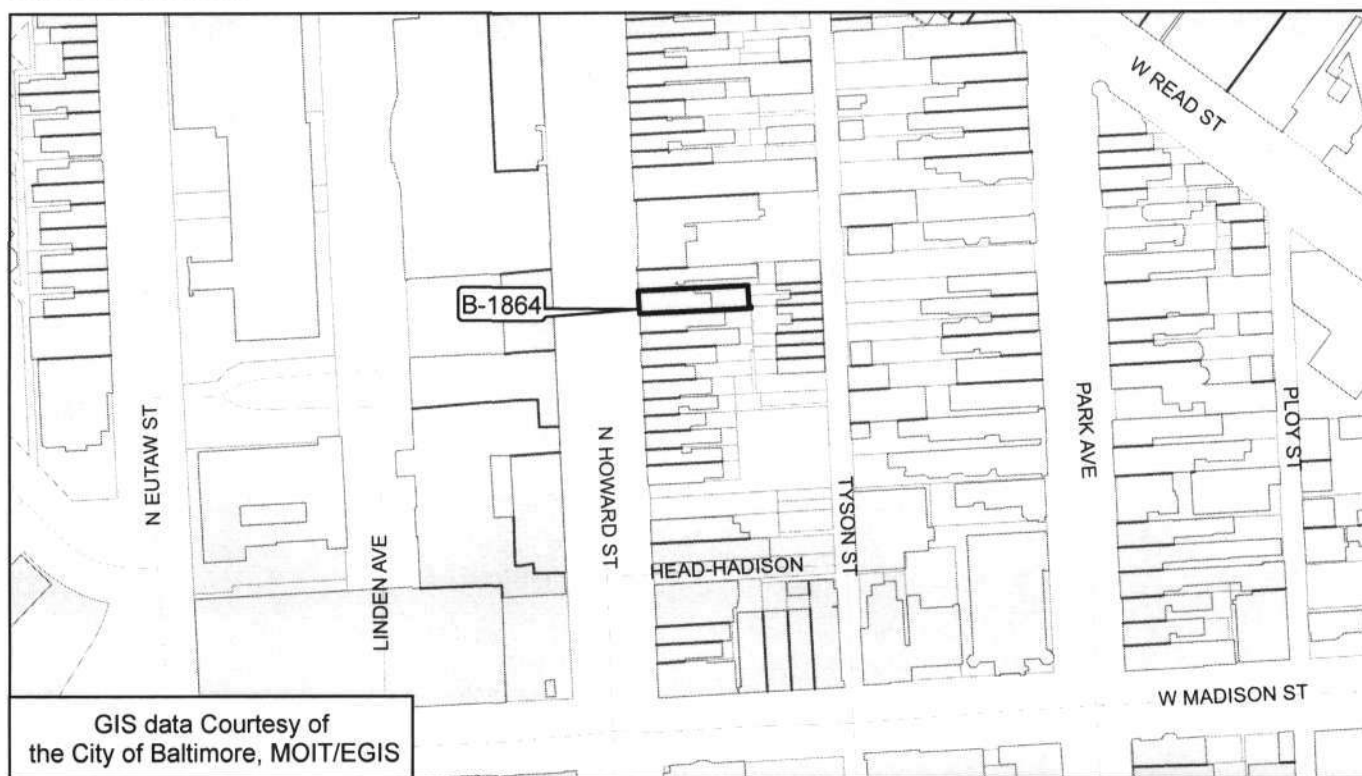 W READ ST
B-1864
N EUTAW ST
LINDEN AVE
N HOWARD ST
HEAD-HADISON
TYSON ST
PARK AVE
PLOY ST
W MADISON ST
GIS data Courtesy of
the City of Baltimore, MOIT/EGIS